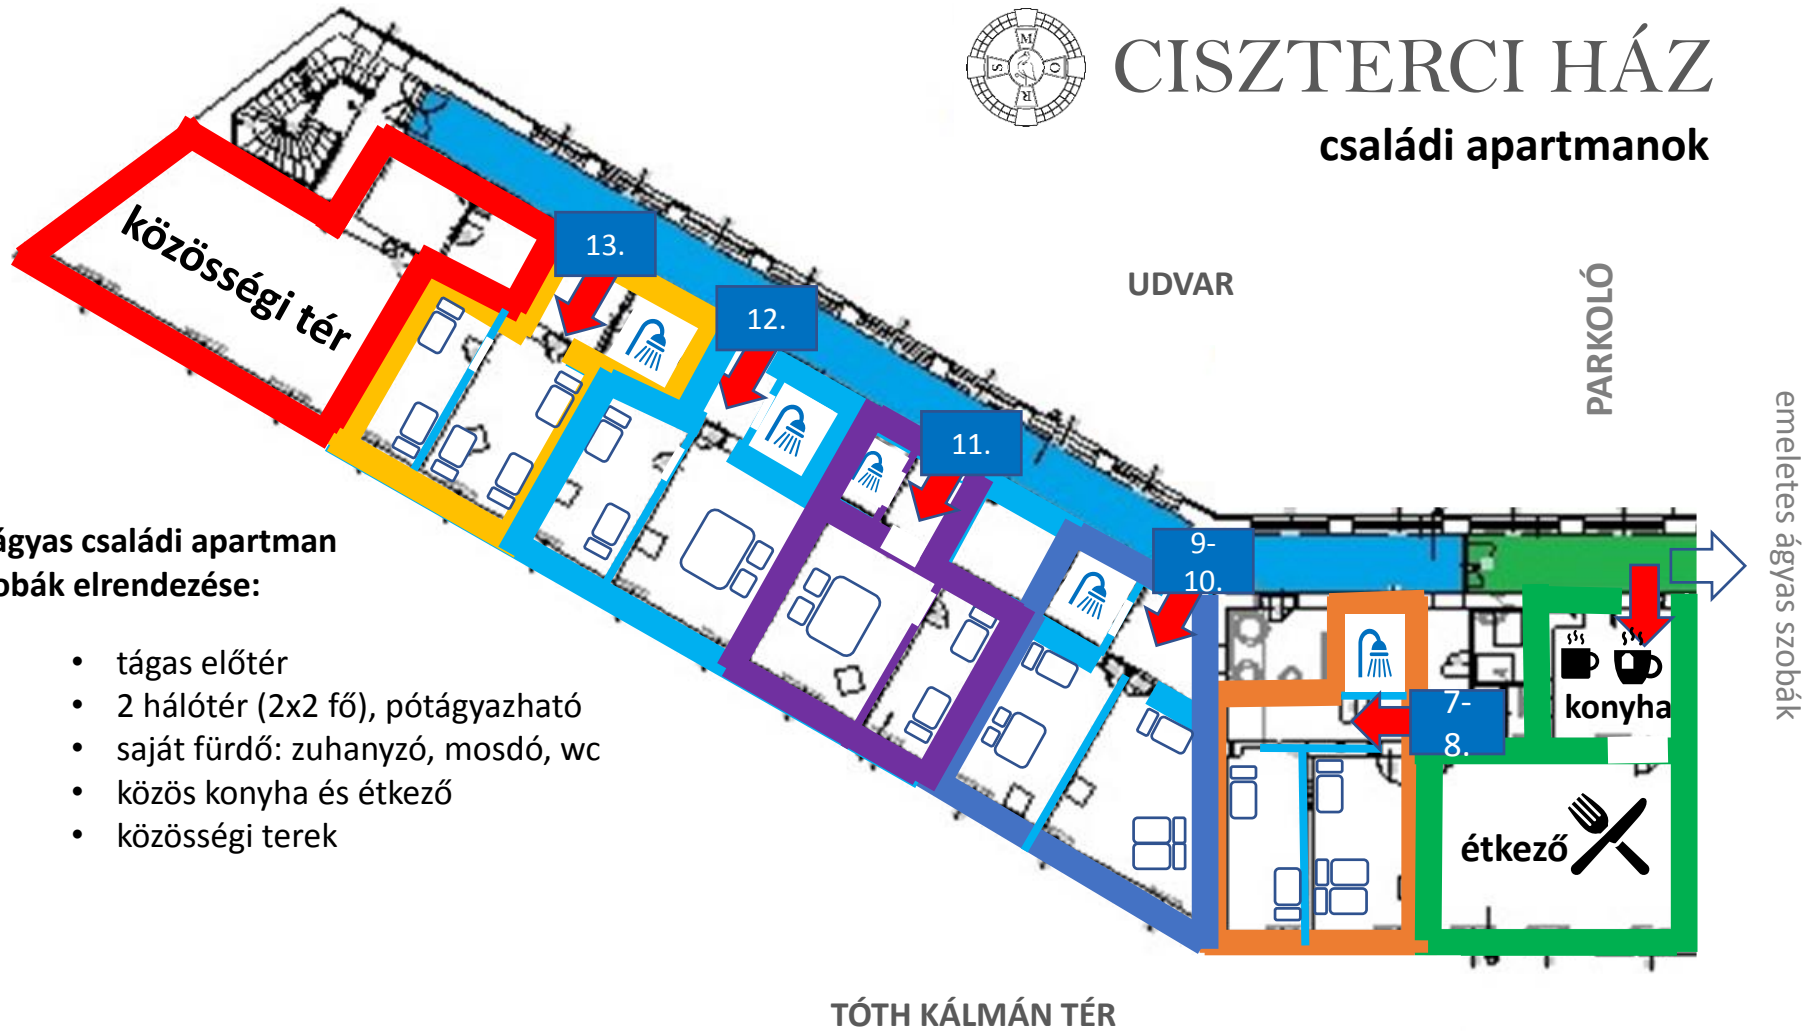 CISZTERCI HÁZ
családi apartmanok
M
S
O
R
közösségi tér
13.
12.
11.
9-
10.
7-
8.
UDVAR
PARKOLÓ
emeletes ágyas szobák
konyha
étkező
ágyas családi apartman
obák elrendezése:
• tágas előtér
• 2 hálótér (2x2 fő), pótágyazható
• saját fürdő: zuhanyzó, mosdó, wc
• közös konyha és étkező
• közösségi terek
TÓTH KÁLMÁN TÉR